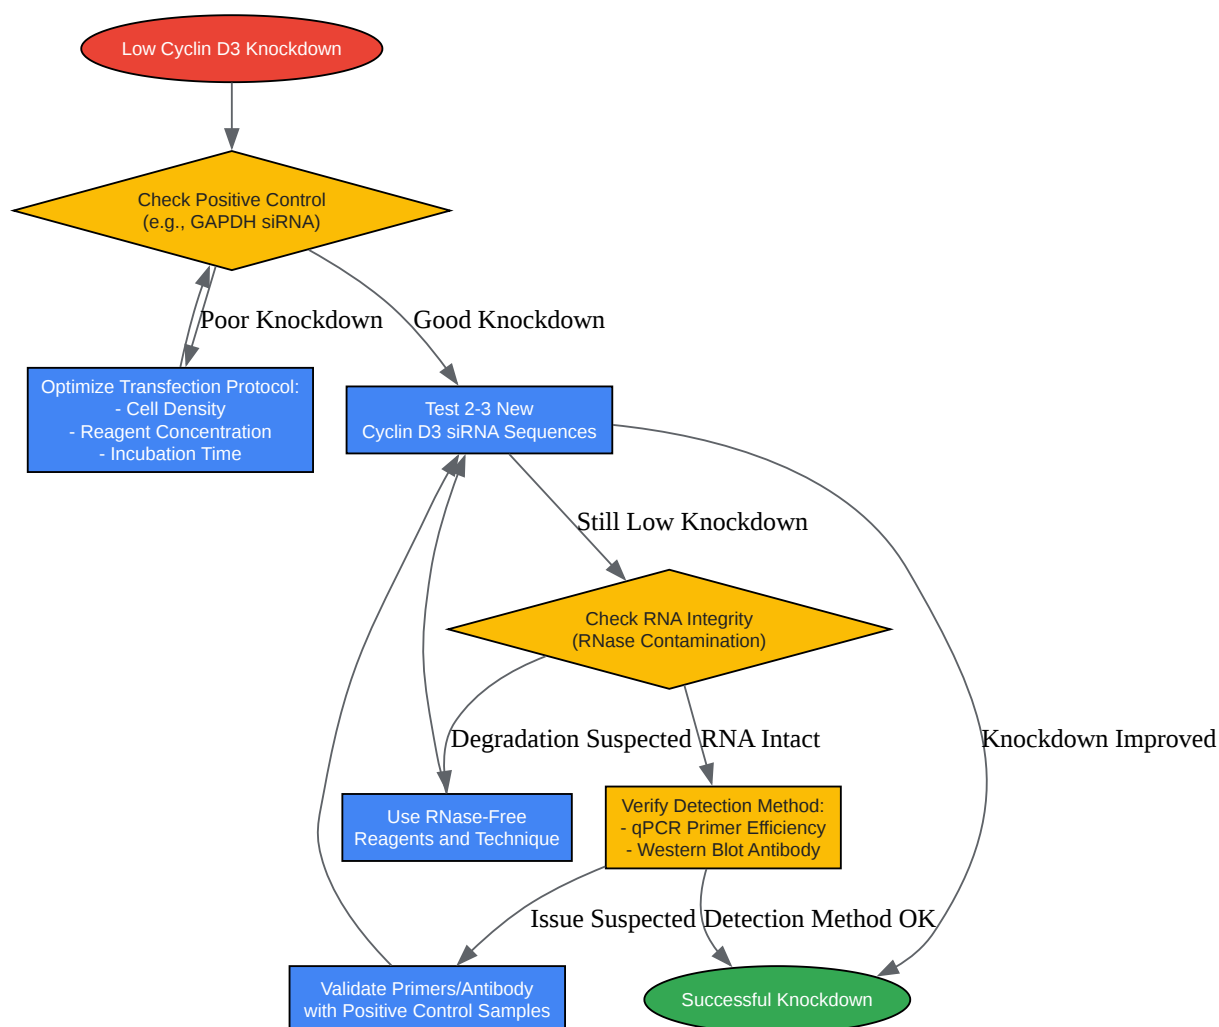 Low Cyclin D3 Knockdown
Check Positive Control
(e.g., GAPDH siRNA)
Poor Knockdown
Good Knockdown
Optimize Transfection Protocol:
- Cell Density
- Reagent Concentration
- Incubation Time
Test 2-3 New
Cyclin D3 siRNA Sequences
Still Low Knockdown
Check RNA Integrity
(RNase Contamination)
Degradation Suspected
RNA Intact
Knockdown Improved
Use RNase-Free
Reagents and Technique
Verify Detection Method:
- qPCR Primer Efficiency
- Western Blot Antibody
Issue Suspected
Detection Method OK
Validate Primers/Antibody
with Positive Control Samples
Successful Knockdown